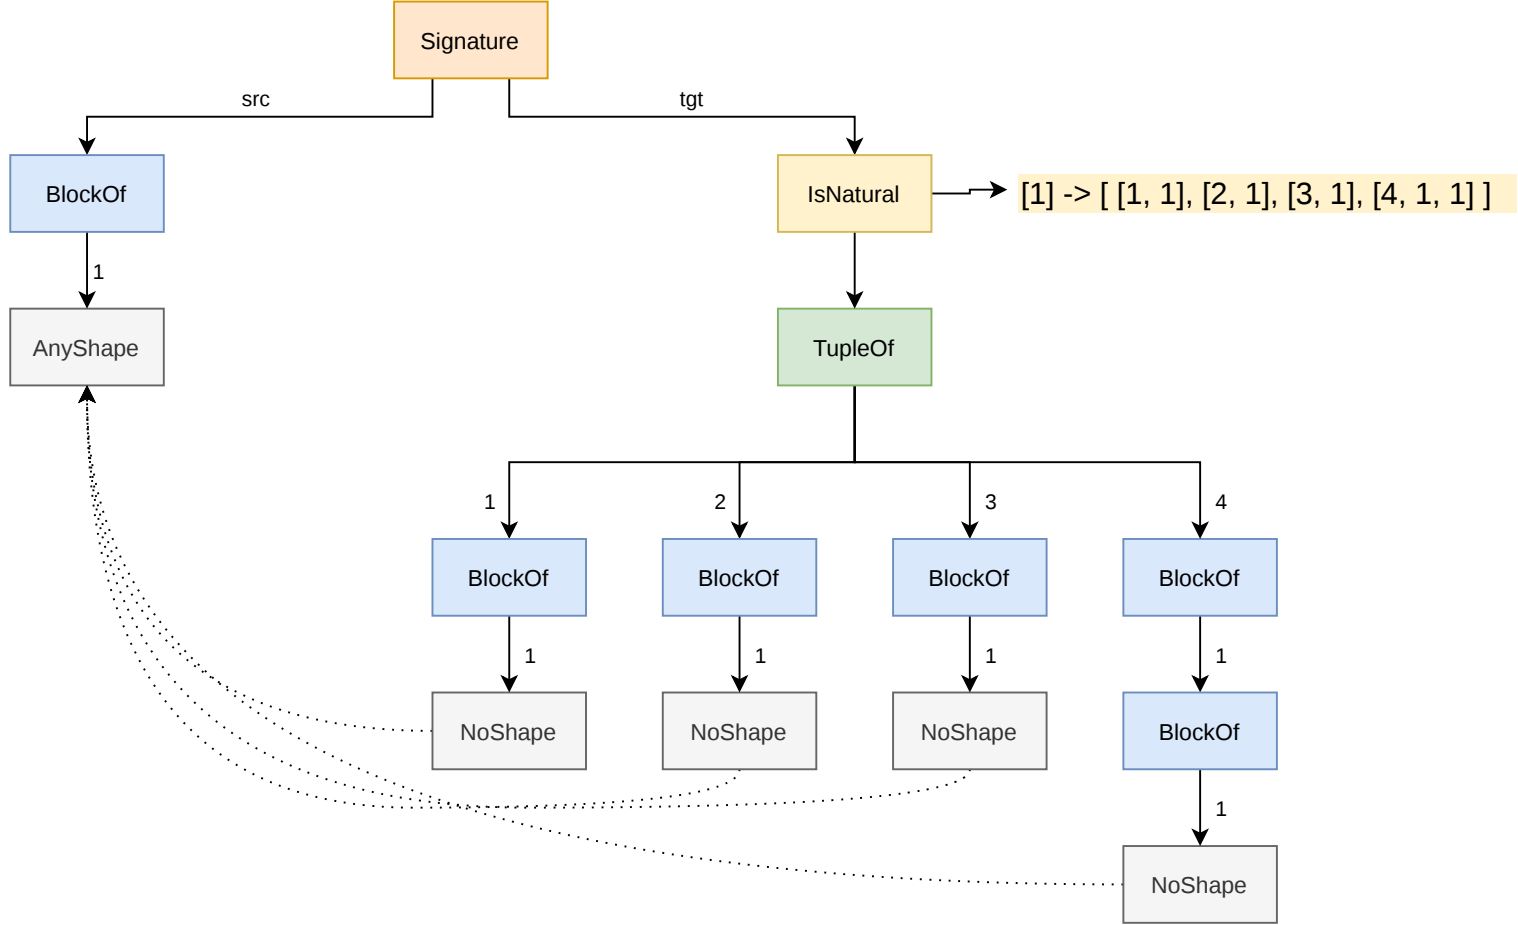 Signature
src
tgt
BlockOf
IsNatural
[1] -> [ [1, 1], [2, 1], [3, 1], [4, 1, 1] ]
1
AnyShape
TupleOf
1
2
3
4
BlockOf
BlockOf
BlockOf
BlockOf
1
1
1
1
NoShape
NoShape
NoShape
BlockOf
1
NoShape